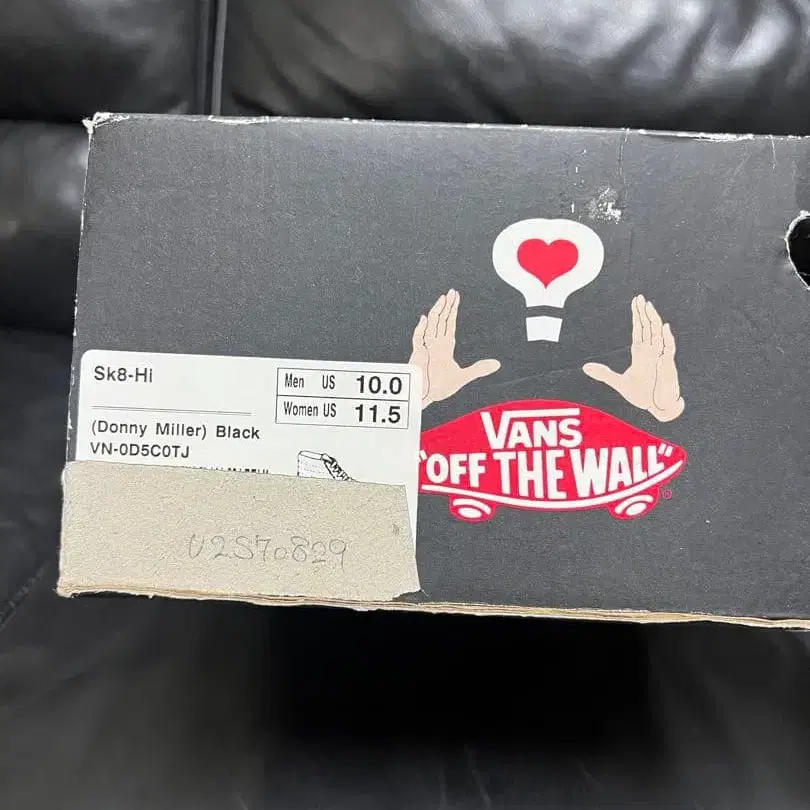 Sk8-Hi
Men US 10.0
Women US 11.5
(Donny Miller) Black
VN-0D5C0TJ
VANS
"OFF THE WALL"
®
U2S70829